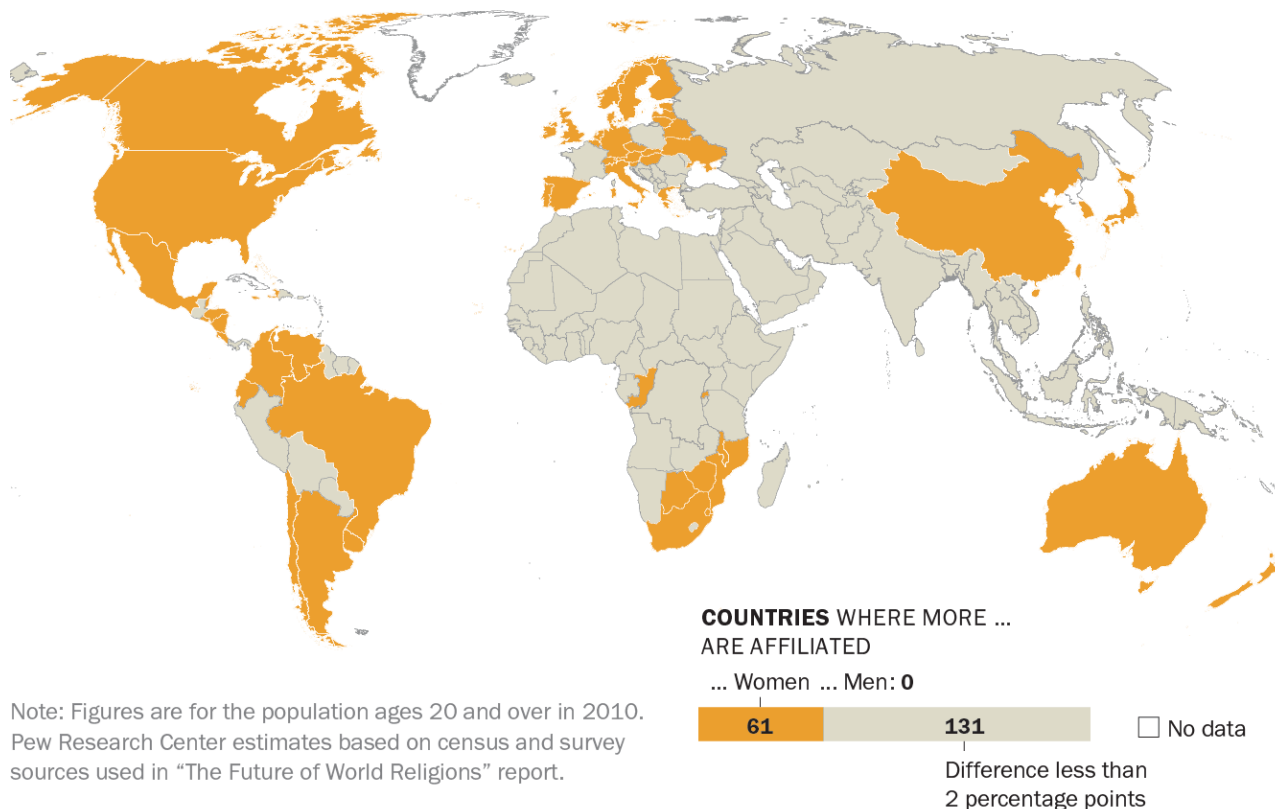 COUNTRIES WHERE MORE ...
ARE AFFILIATED
... Women ... Men: 0
61 131
No data
Difference less than
2 percentage points
Note: Figures are for the population ages 20 and over in 2010.
Pew Research Center estimates based on census and survey
sources used in “The Future of World Religions” report.